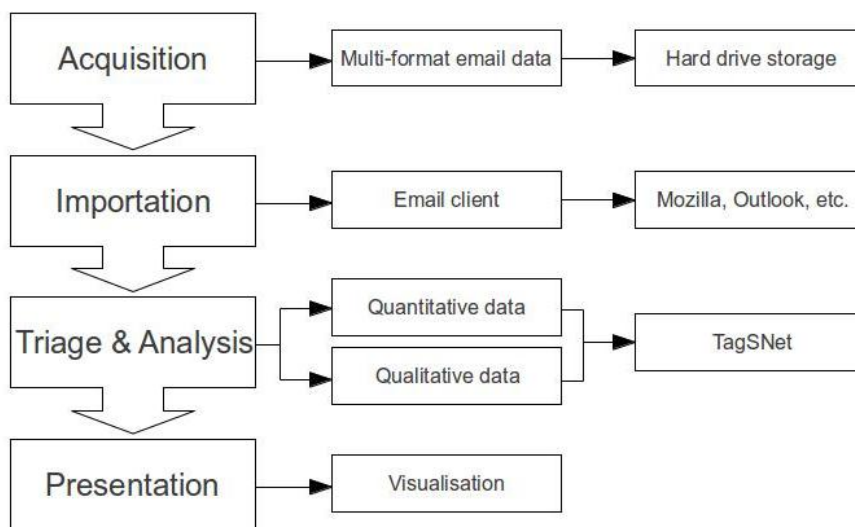 Acquisition
Multi-format email data
Hard drive storage
Importation
Email client
Mozilla, Outlook, etc.
Triage & Analysis
Quantitative data
Qualitative data
TagSNet
Presentation
Visualisation